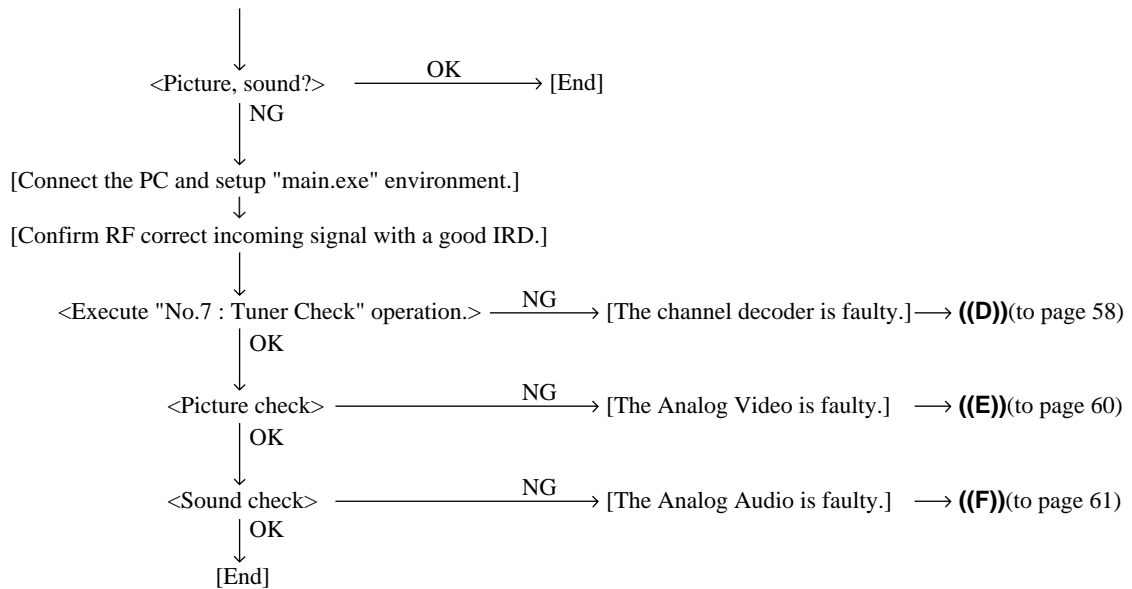 <Picture, sound?> OK [End]
NG
[Connect the PC and setup "main.exe" environment.]
[Confirm RF correct incoming signal with a good IRD.]
<Execute "No.7 : Tuner Check" operation.> NG [The channel decoder is faulty.] ((D))(to page 58)
OK
<Picture check> NG [The Analog Video is faulty.] ((E))(to page 60)
OK
<Sound check> NG [The Analog Audio is faulty.] ((F))(to page 61)
OK
[End]